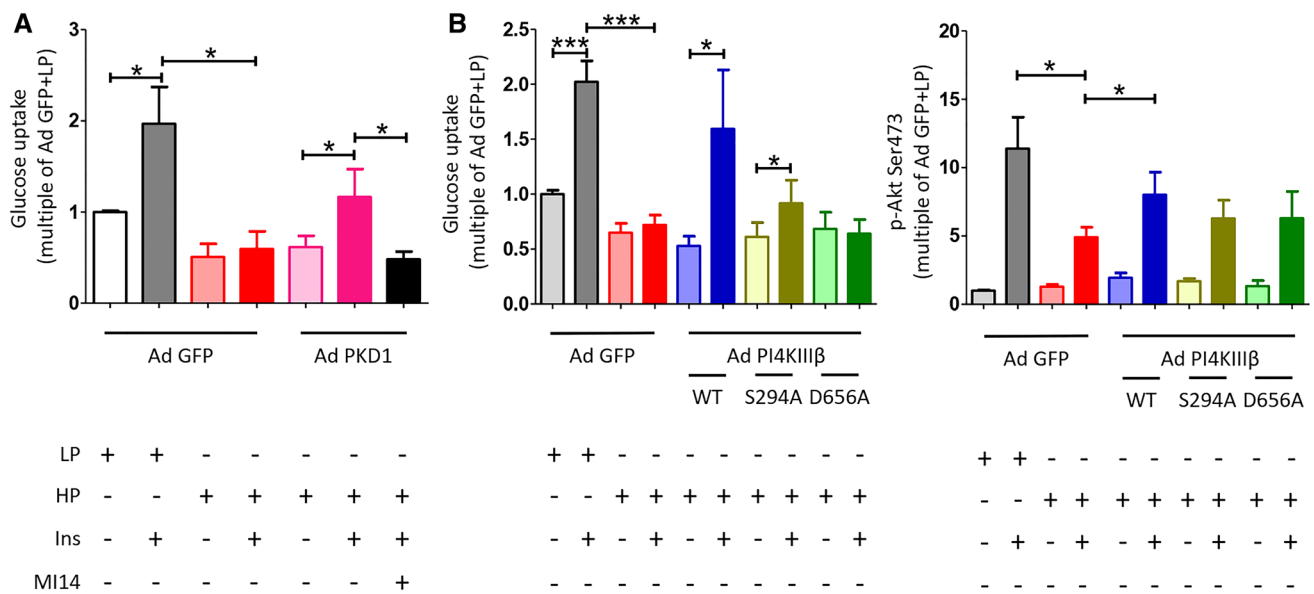 A
Glucose uptake
(multiple of Ad GFP+LP)
3
2
1
0
* * * *
Ad GFP Ad PKD1
B
Glucose uptake
(multiple of Ad GFP+LP)
2.5
2.0
1.5
1.0
0.5
0.0
*** *** * *
Ad GFP Ad PI4KIIIβ
WT S294A D656A
p-Akt Ser473
(multiple of Ad GFP+LP)
20
15
10
5
0
* *
Ad GFP Ad PI4KIIIβ
WT S294A D656A
LP + + - - - - - + + - - - - - - - - + + - - - - - - - -
HP - - + + + + + - - + + + + + + + + - - + + + + + + + +
Ins - + - + - + + - + - + - + - + - + - + - + - + - + - +
MI14 - - - - - - + - - - - - - - - - - - - - - - - - - - -